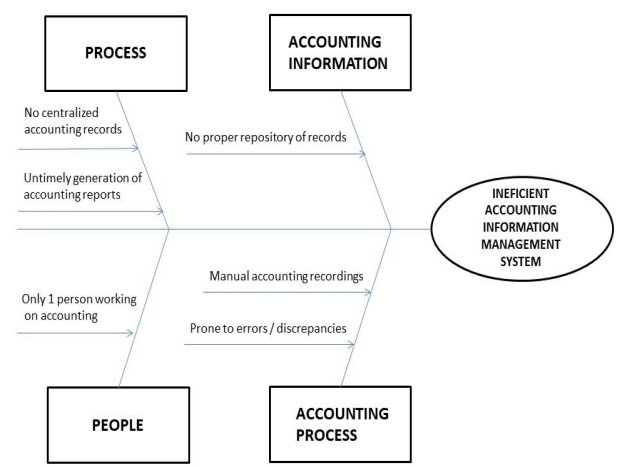 PROCESS
ACCOUNTING
INFORMATION
No centralized
accounting records
No proper repository of records
Untimely generation of
accounting reports
INEFICIENT
ACCOUNTING
INFORMATION
MANAGEMENT
SYSTEM
Manual accounting recordings
Only 1 person working
on accounting
Prone to errors / discrepancies
PEOPLE
ACCOUNTING
PROCESS